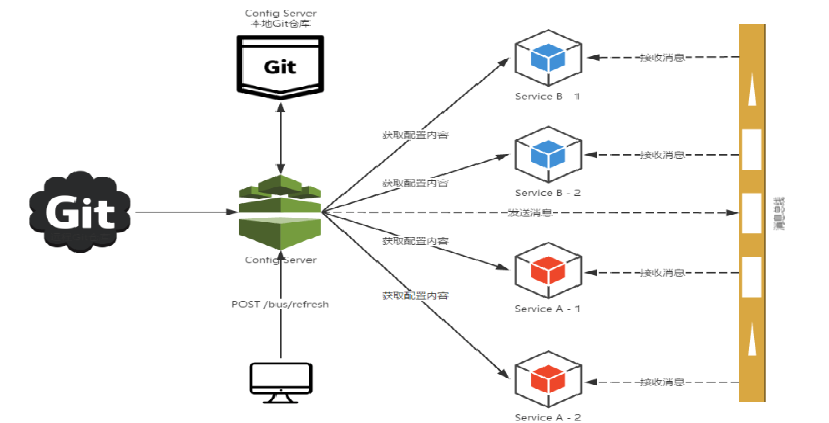 Config Server
本地Git仓库
Git
Service B - 1
接收消息
获取配置内容
获取配置内容
接收消息
Service B - 2
Git
发送消息
消息总线
获取配置内容
Config Server
接收消息
获取配置内容
POST /bus/refresh
Service A - 1
接收消息
Service A - 2